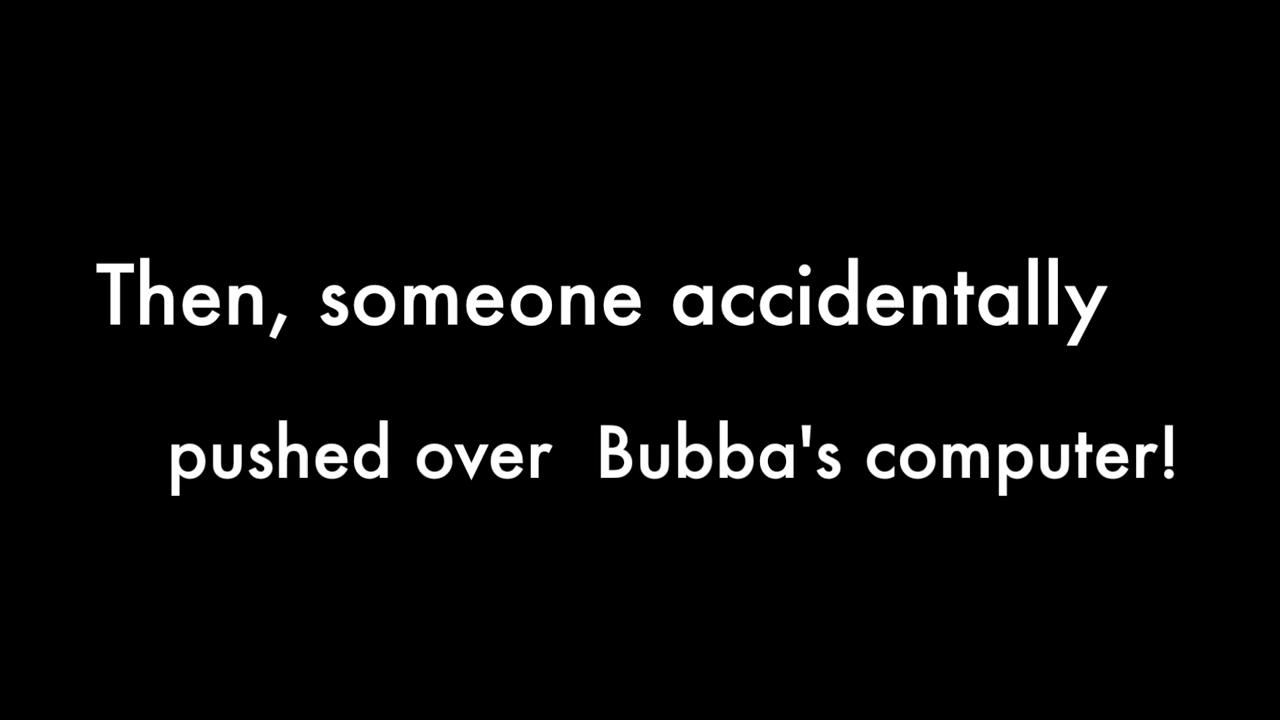 Then, someone accidentally
pushed over  Bubba's computer!